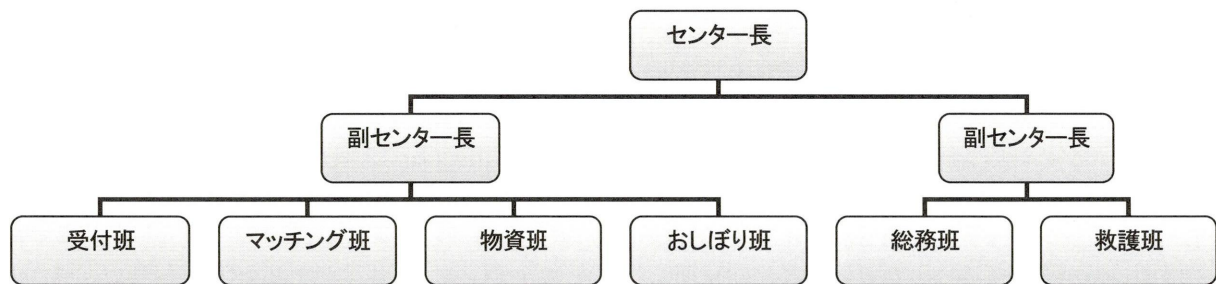 センター長
副センター長
副センター長
受付班
マッチング班
物資班
おしぼり班
総務班
救護班